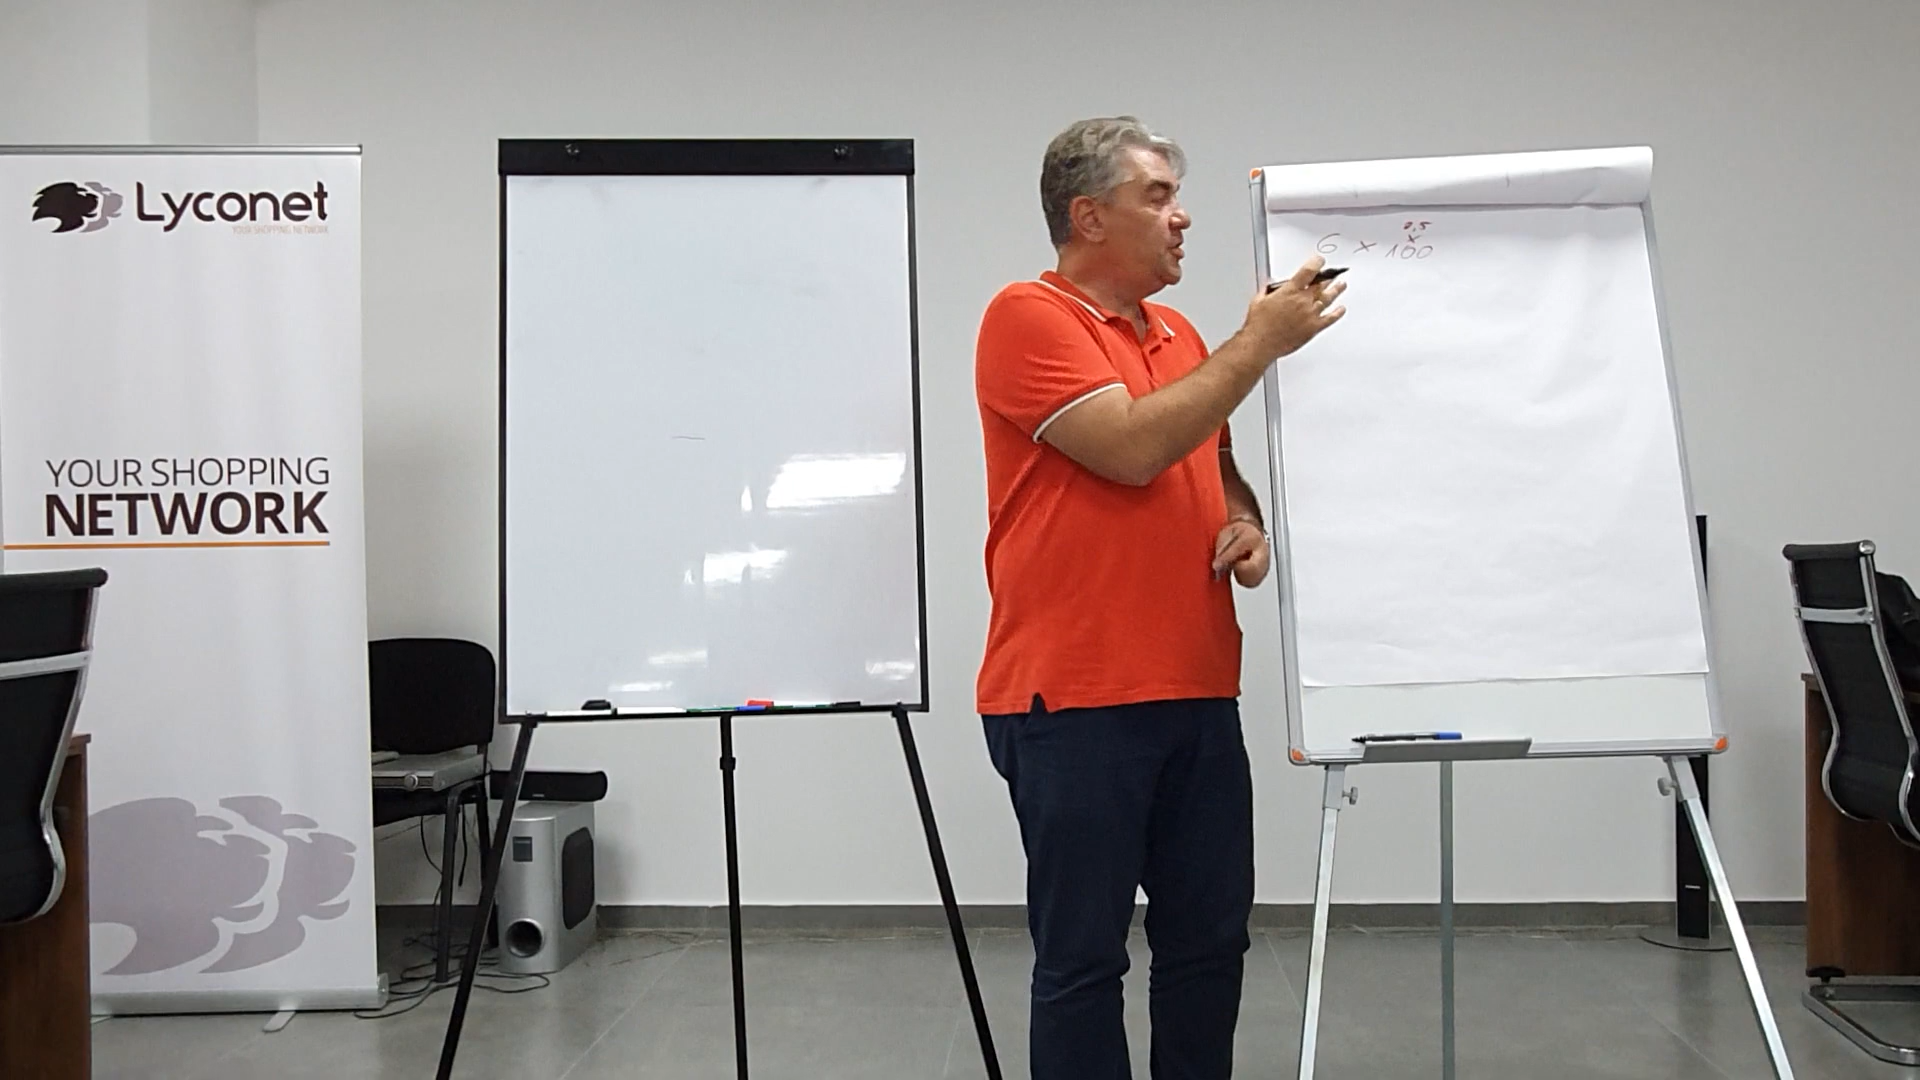 Lyconet
YOUR SHOPPING NETWORK
YOUR SHOPPING
NETWORK
0,5
x
6 x 100